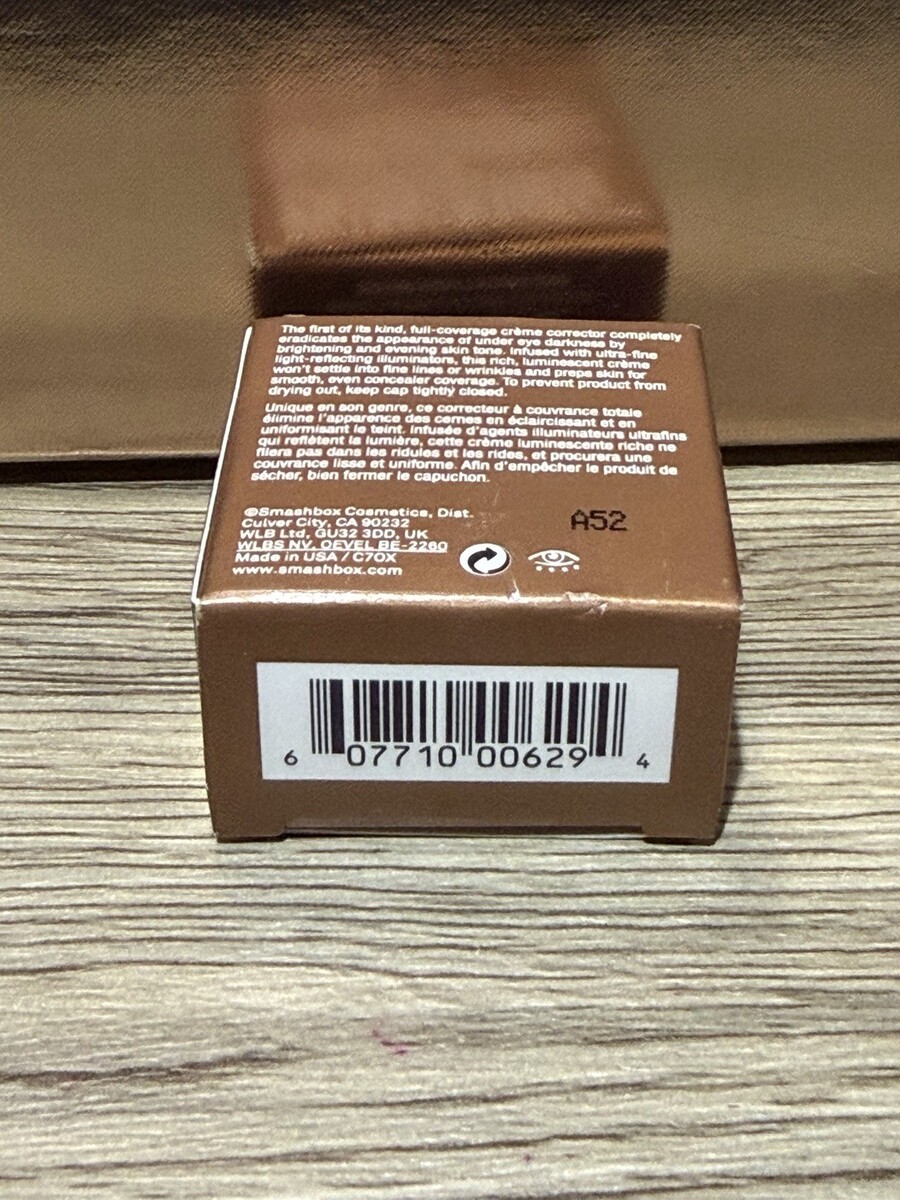 The first of its kind, full-coverage crème corrector completely
eradicates the appearance of under eye darkness by
brightening and evening skin tone. Infused with ultra-fine
light-reflecting illuminators, this rich, luminescent crème
won't settle into fine lines or wrinkles and preps skin for
smooth, even concealer coverage. To prevent product from
drying out, keep cap tightly closed.
Unique en son genre, ce correcteur à couvrance totale
élimine l'apparence des cernes en éclaircissant et en
uniformisant le teint. Infusée d'agents illuminateurs ultrafins
qui reflètent la lumière, cette crème luminescente riche ne
filera pas dans les ridules et les rides, et procurera une
couvrance lisse et uniforme. Afin d'empêcher le produit de
sécher, bien fermer le capuchon.
©Smashbox Cosmetics, Dist.
Culver City, CA 90232
WLB Ltd, GU32 3DD, UK
WLBS NV. OEVEL BE-2260
Made in USA / C70X
www.smashbox.com
A52
6 07710 00629 4